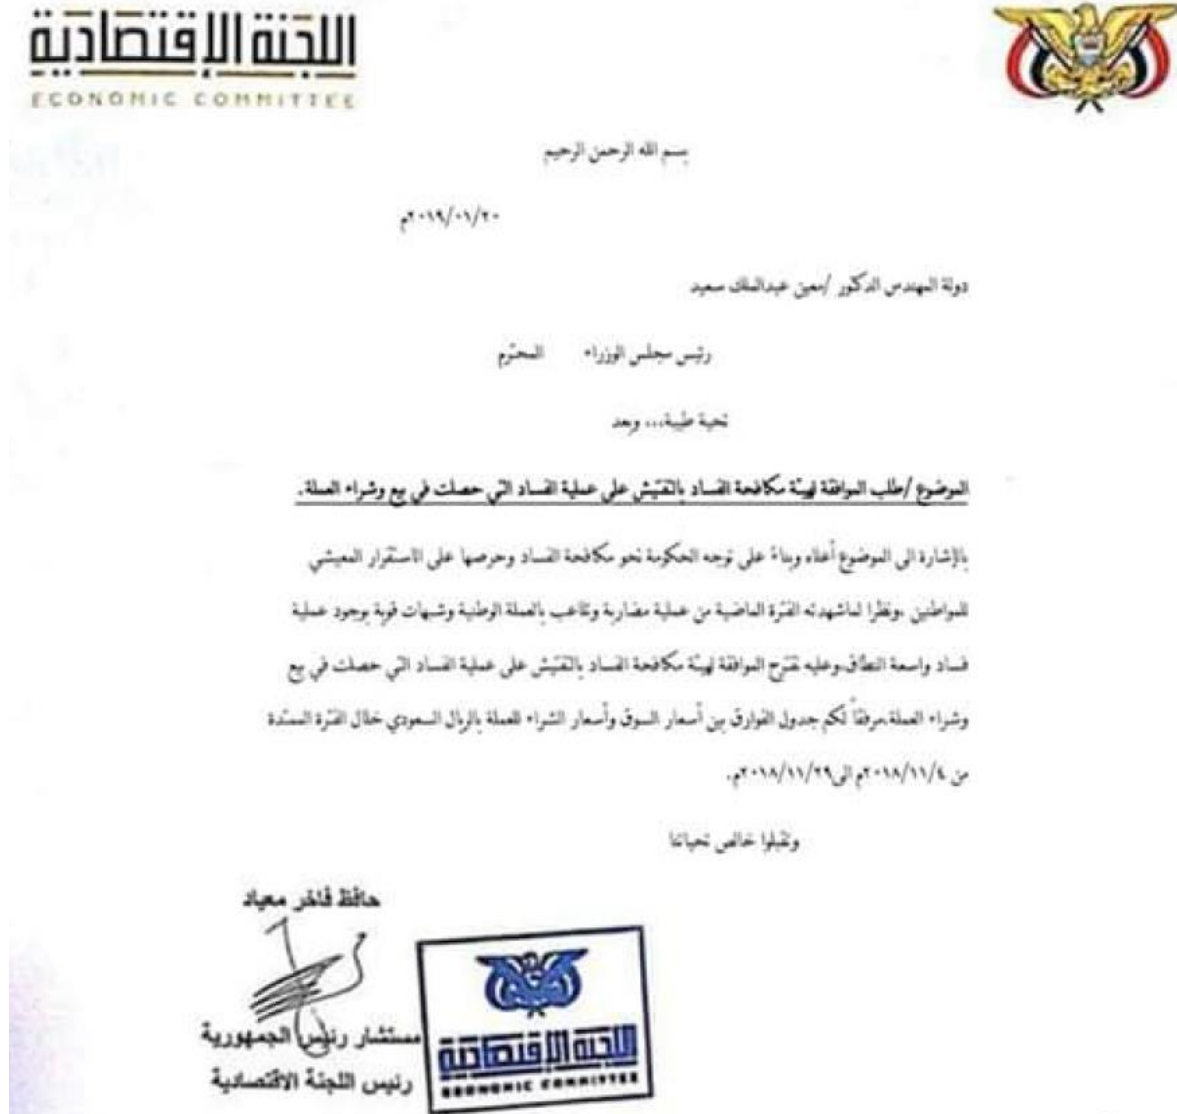 اللجنة الإقتصادية
ECONOMIC COMMITTEE
بسم الله الرحمن الرحيم
٢٠١٩/٠١/٢٠م
دولة المهندس الدكتور /معين عبدالملك سعيد
رئيس مجلس الوزراء المحترم
تحية طيبة... وبعد
الموضوع /طلب الموافقة لهيئة مكافحة الفساد بالتفتيش على عملية الفساد التي حصلت في بيع وشراء العملة.
بالإشارة الى الموضوع أعلاه وبناءً على توجه الحكومة نحو مكافحة الفساد وحرصها على الاستقرار المعيشي
للمواطنين .ونظرا لماشهدته الفترة الماضية من عملية مضاربة وتلاعب بالعملة الوطنية وشبهات قوية بوجود عملية
فساد واسعة النطاق.وعليه نقترح الموافقة لهيئة مكافحة الفساد بالتفتيش على عملية الفساد التي حصلت في بيع
وشراء العملة.مرفقاً لكم جدول الفوارق بين أسعار السوق وأسعار الشراء للعملة بالريال السعودي خلال الفترة الممتدة
من ٢٠١٨/١١/٤م الى٢٠١٨/١١/٢٩م.
وتقبلوا خالص تحياتنا
حافظ فاخر معياد
مستشار رئيس الجمهورية
رئيس اللجنة الاقتصادية
اللجنة الإقتصادية
ECONOMIC COMMITTEE